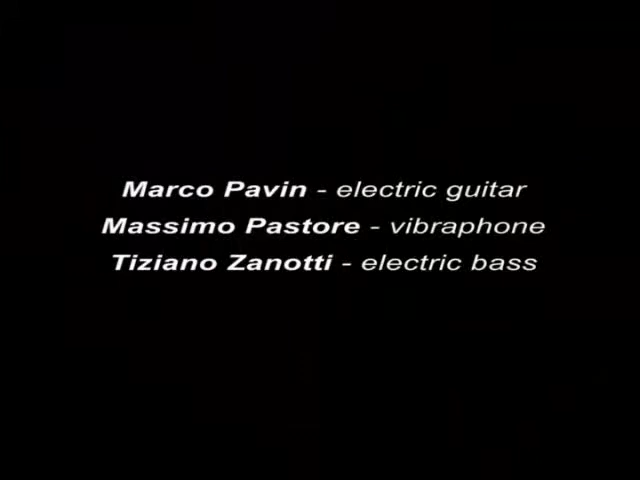 Marco Pavin - electric guitar
Massimo Pastore - vibraphone
Tiziano Zanotti - electric bass